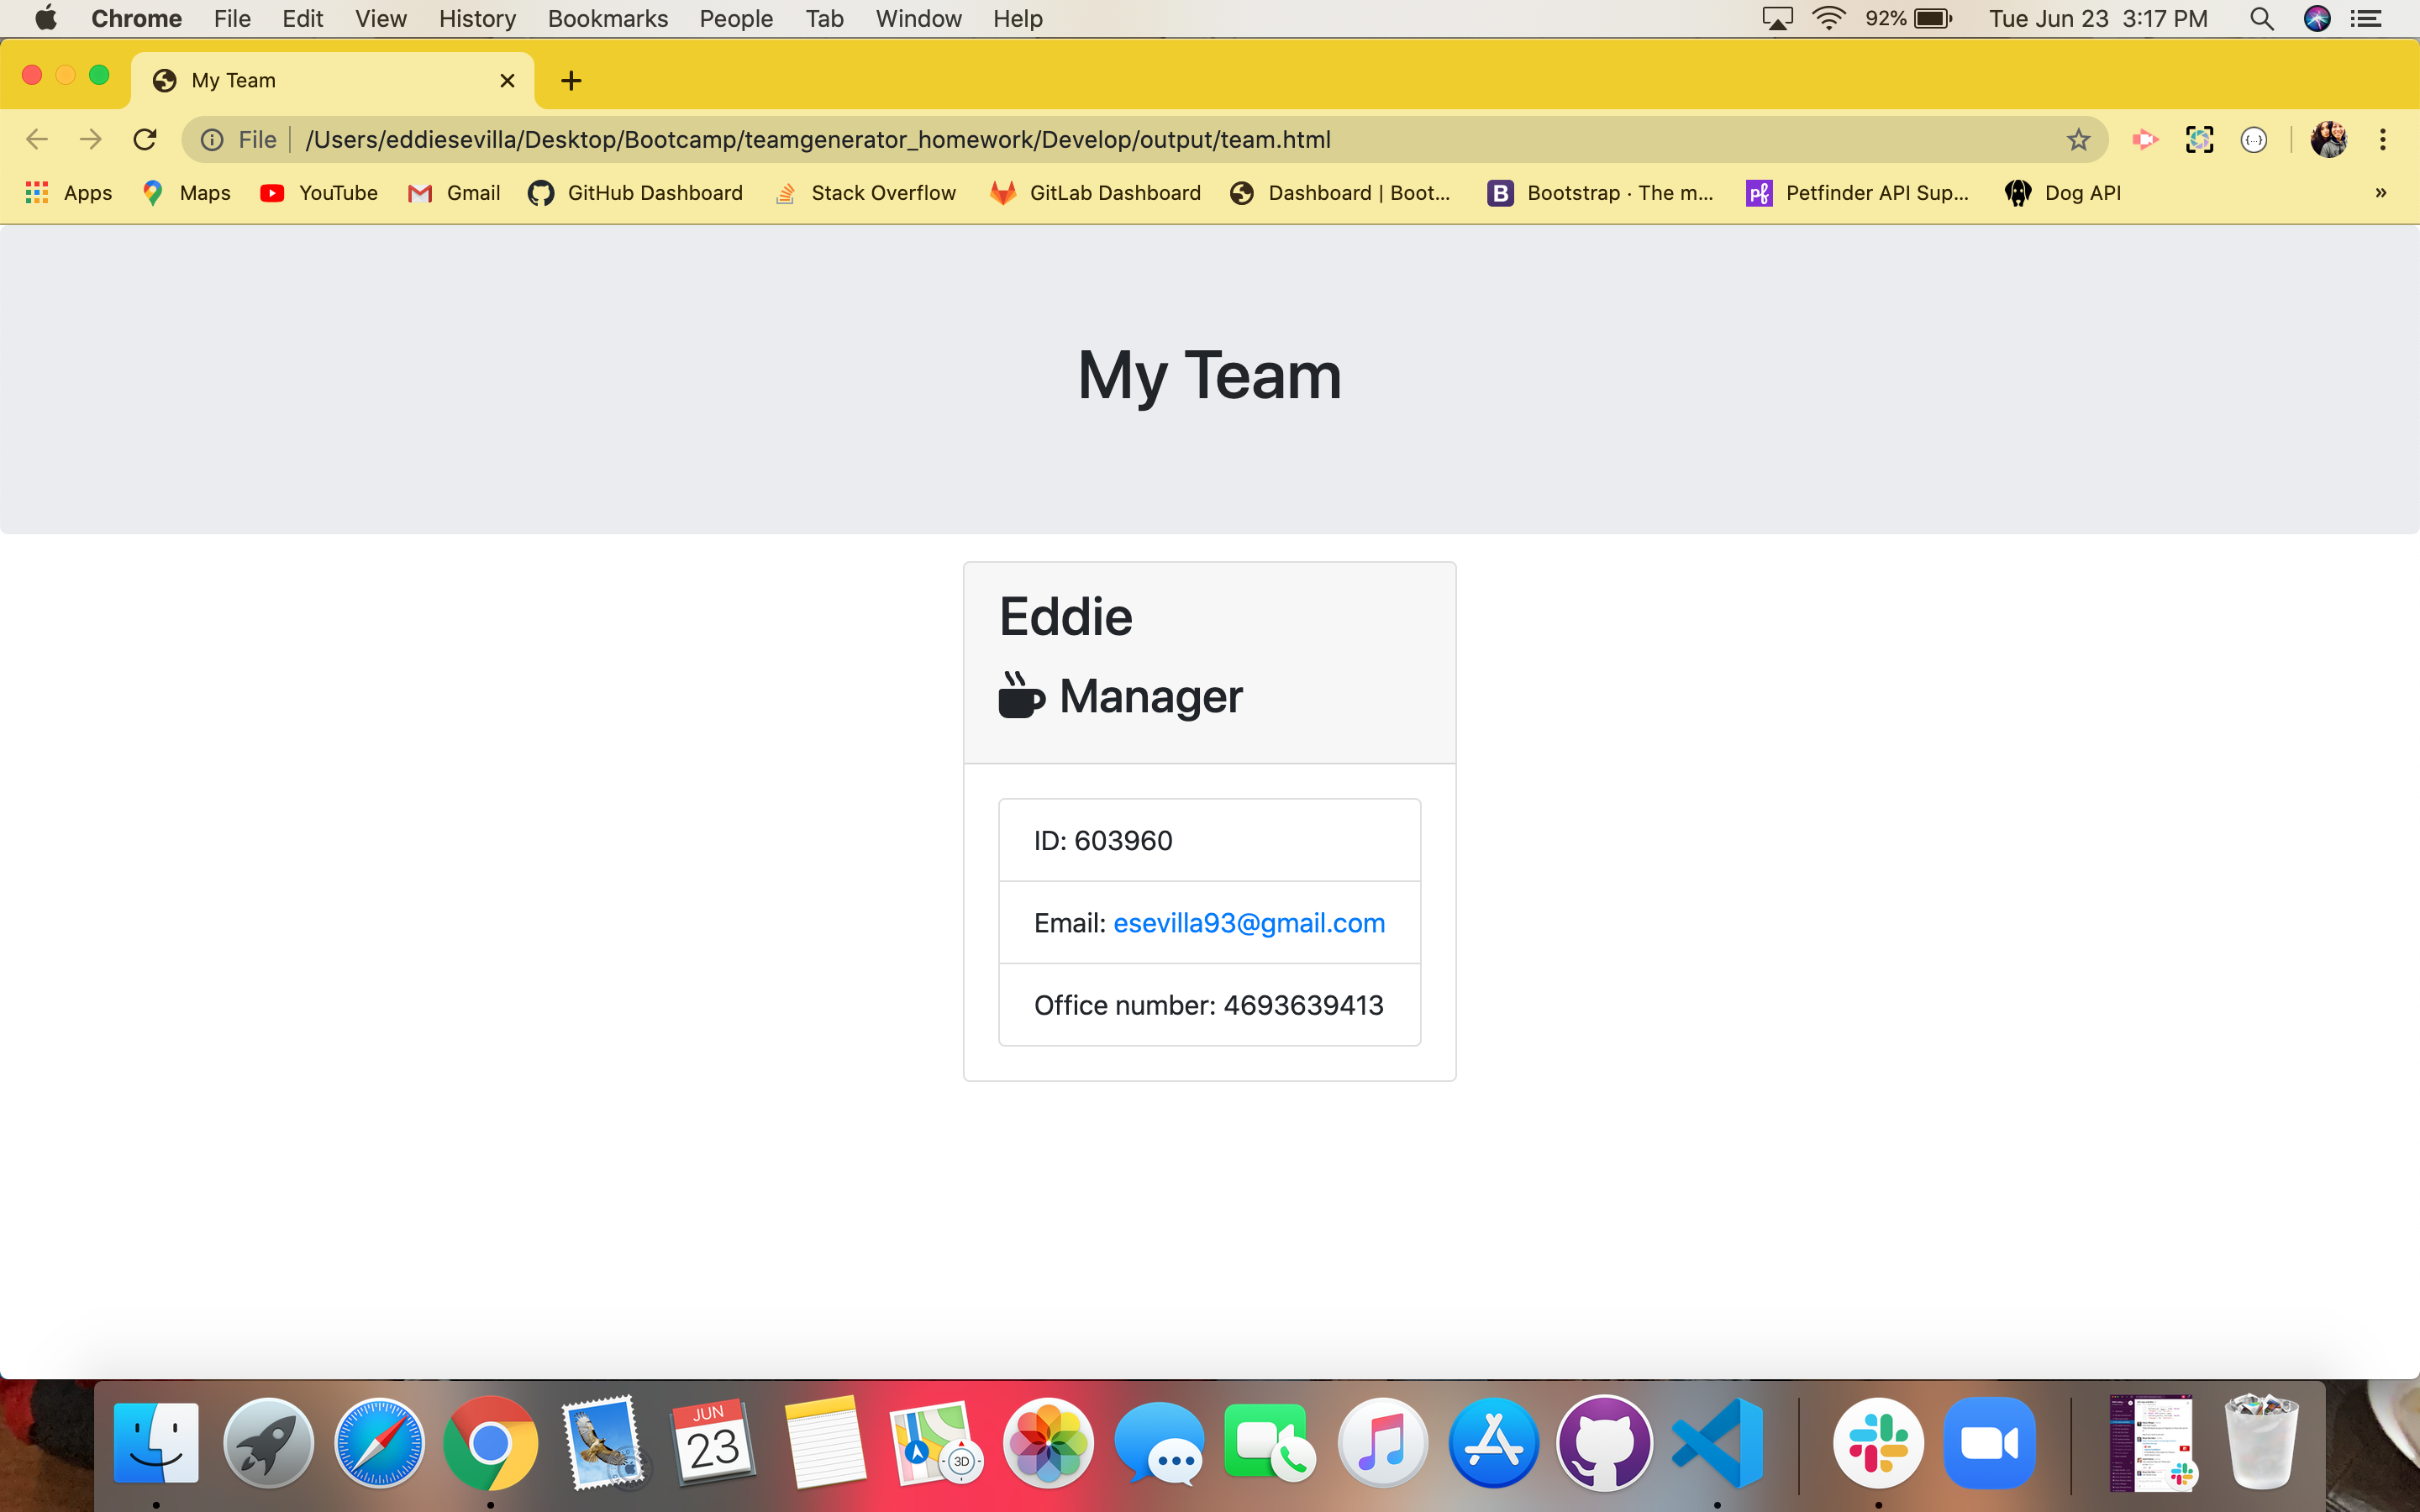 Chrome File Edit View History Bookmarks People Tab Window Help 92% Tue Jun 23 3:17 PM
My Team
File /Users/eddiesevilla/Desktop/Bootcamp/teamgenerator_homework/Develop/output/team.html
Apps Maps YouTube Gmail GitHub Dashboard Stack Overflow GitLab Dashboard Dashboard | Boot... B Bootstrap · The m... pf Petfinder API Sup... Dog API »
My Team
Eddie
Manager
ID: 603960
Email: esevilla93@gmail.com
Office number: 4693639413
JUN
23
3D